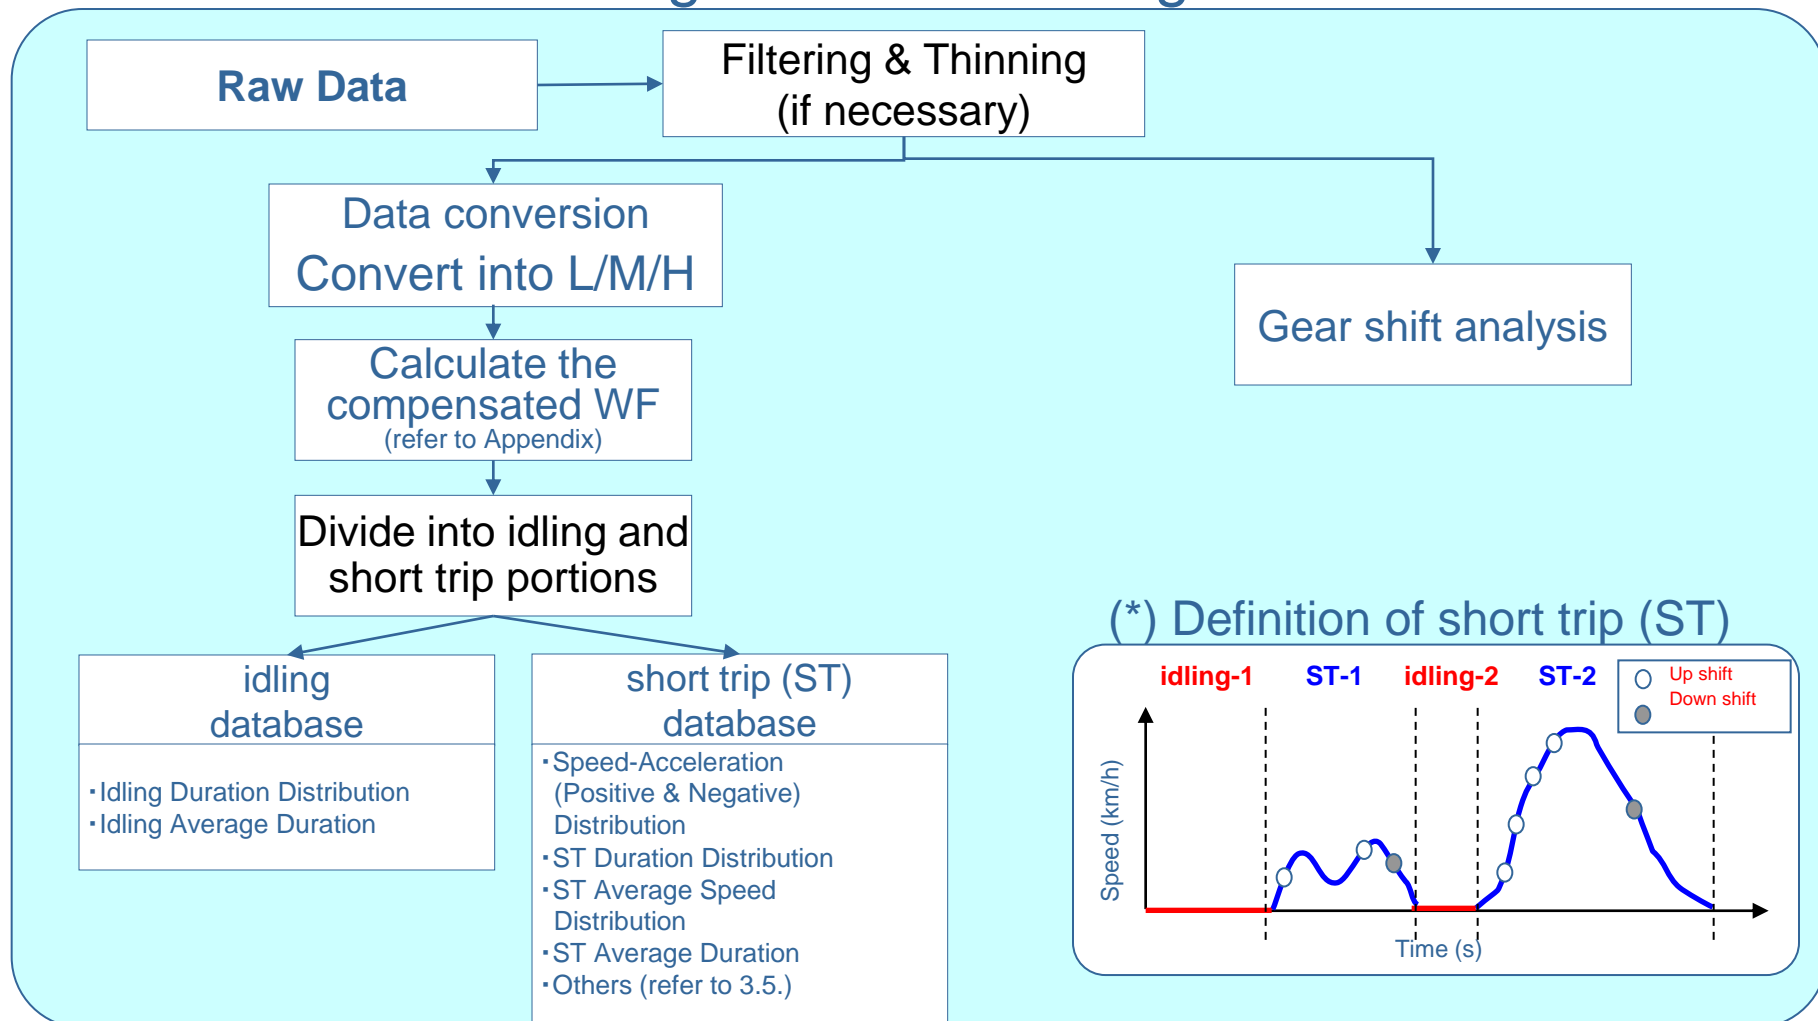 Raw Data
Filtering & Thinning
(if necessary)
Data conversion
Convert into L/M/H
Gear shift analysis
Calculate the
compensated WF
(refer to Appendix)
Divide into idling and
short trip portions
idling
database
・Idling Duration Distribution
・Idling Average Duration
short trip (ST)
database
・Speed-Acceleration
(Positive & Negative)
Distribution
・ST Duration Distribution
・ST Average Speed
Distribution
・ST Average Duration
・Others (refer to 3.5.)
(*) Definition of short trip (ST)
idling-1 ST-1 idling-2 ST-2
Up shift
Down shift
Speed (km/h)
Time (s)